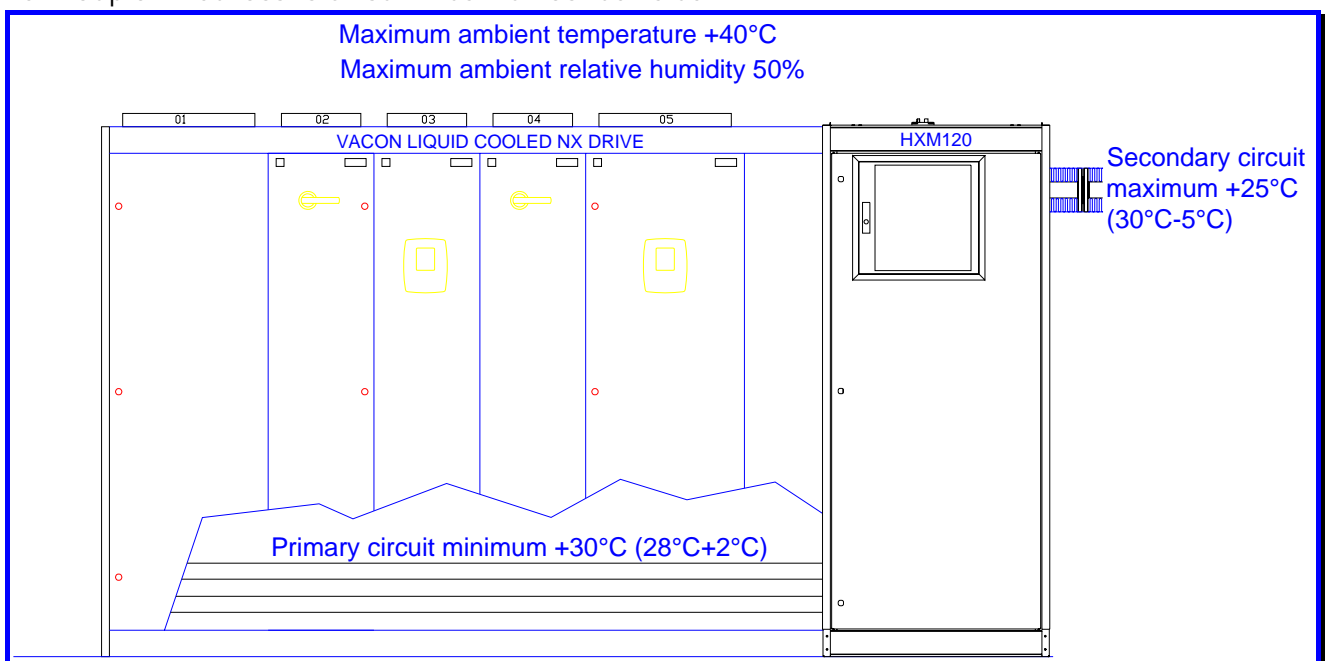 Maximum ambient temperature +40°C
Maximum ambient relative humidity 50%
01 02 03 04 05
VACON LIQUID COOLED NX DRIVE
HXM120
Secondary circuit
maximum +25°C
(30°C-5°C)
Primary circuit minimum +30°C (28°C+2°C)